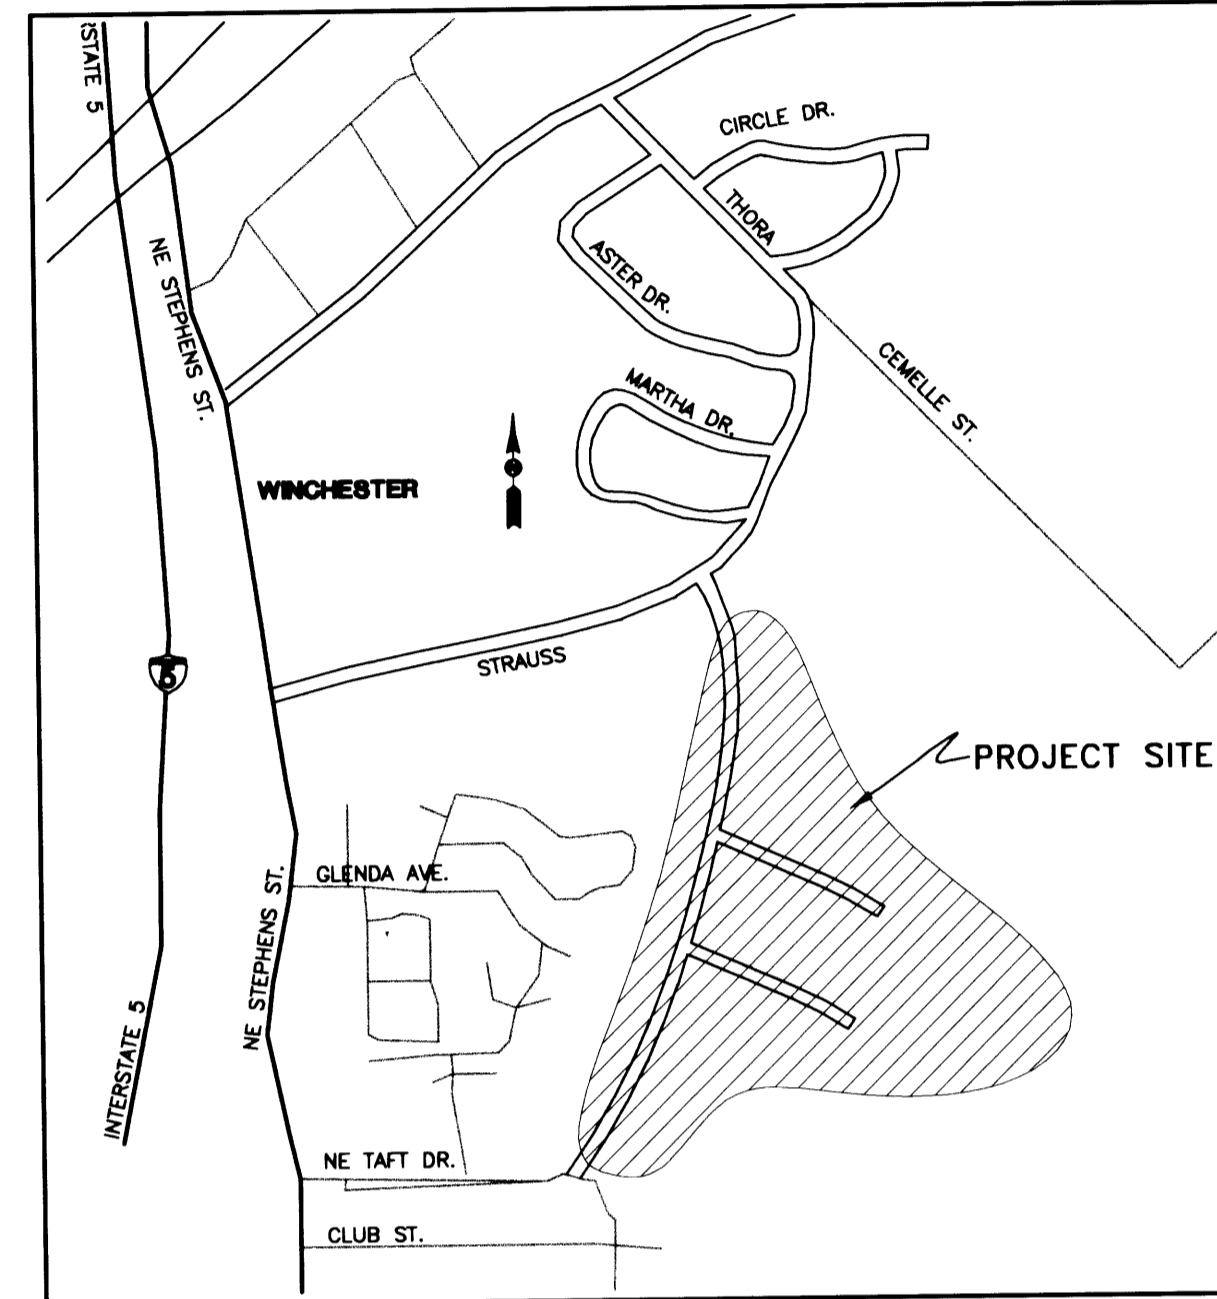 STATE 5
CIRCLE DR.
THORA
NE STEPHENS ST.
ASTER DR.
CEMELLE ST.
MARTHA DR.
WINCHESTER
5
STRAUSS
PROJECT SITE
GLENDA AVE.
NE STEPHENS ST.
INTERSTATE 5
NE TAFT DR.
CLUB ST.